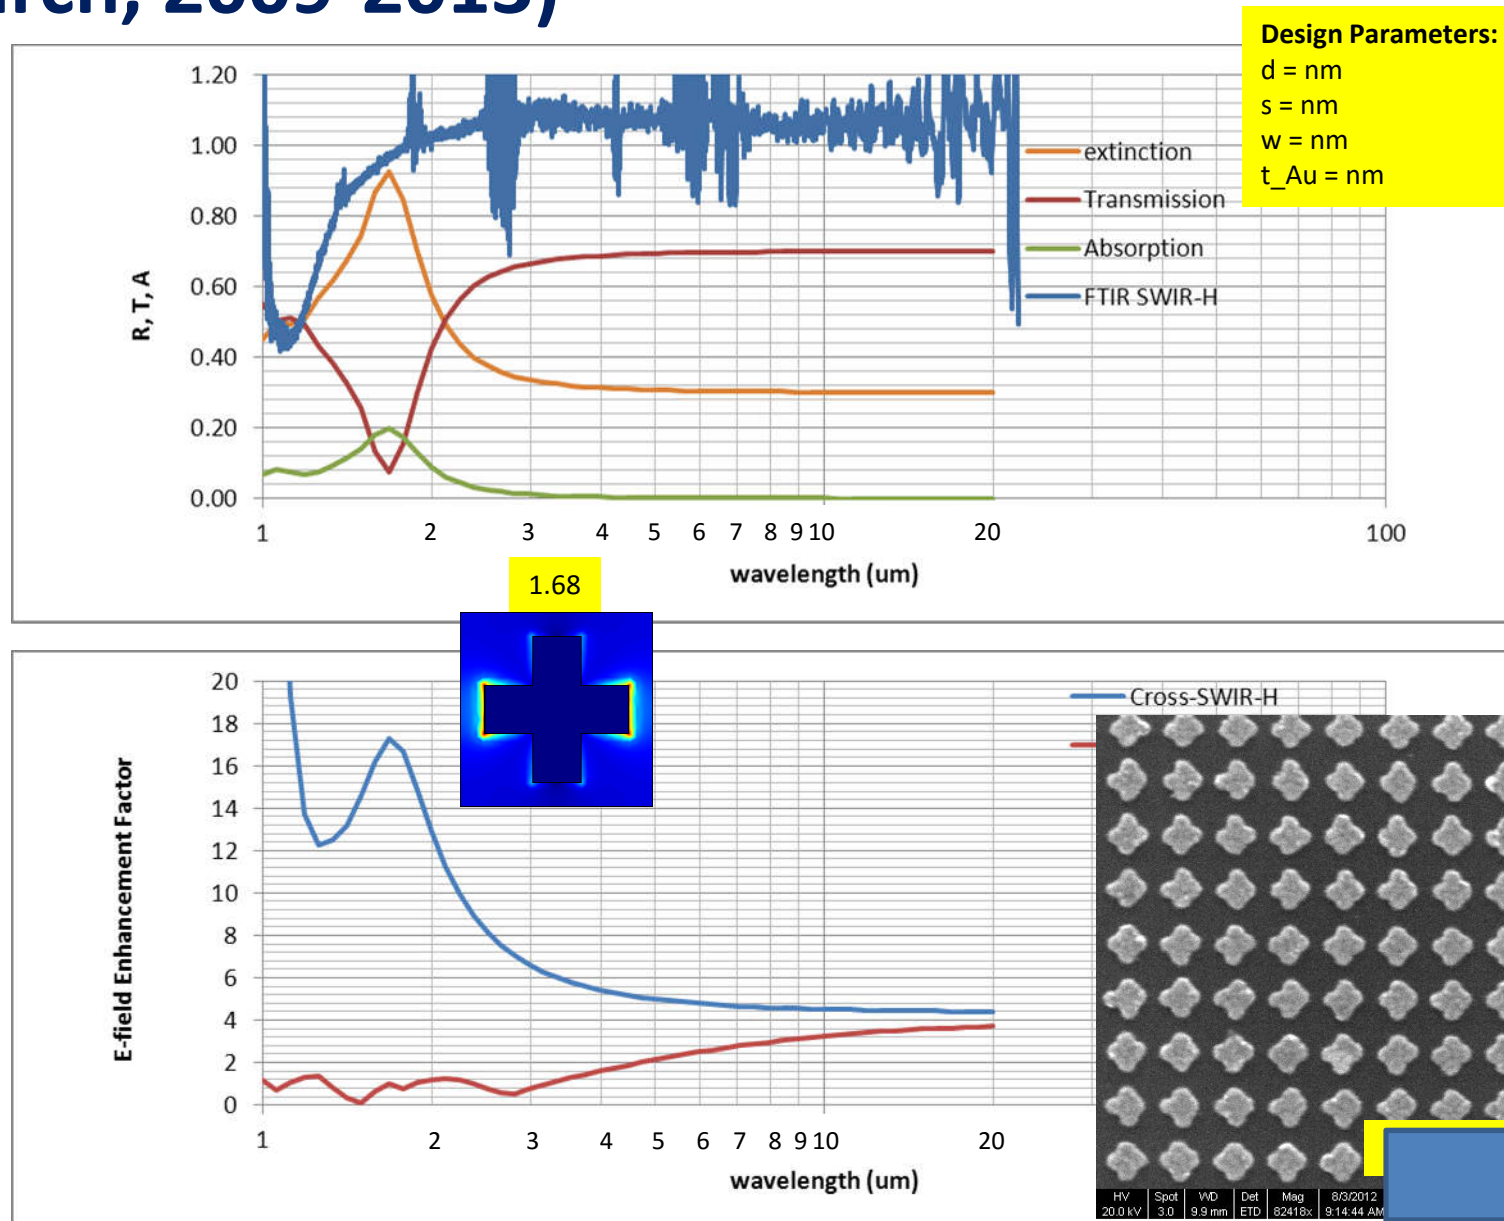 rch, 2009-2013)
Design Parameters:
d = nm
s = nm
w = nm
t_Au = nm
1.20
1.00
0.80
0.60
0.40
0.20
0.00
R, T, A
extinction
Transmission
Absorption
FTIR SWIR-H
1 2 3 4 5 6 7 8 9 10 20 100
wavelength (um)
1.68
20
18
16
14
12
10
8
6
4
2
0
E-field Enhancement Factor
Cross-SWIR-H
1 2 3 4 5 6 7 8 9 10 20
wavelength (um)
HV Spot WD Det Mag 8/3/2012
20.0 kV 3.0 9.9 mm ETD 82418x 9:14:44 AM